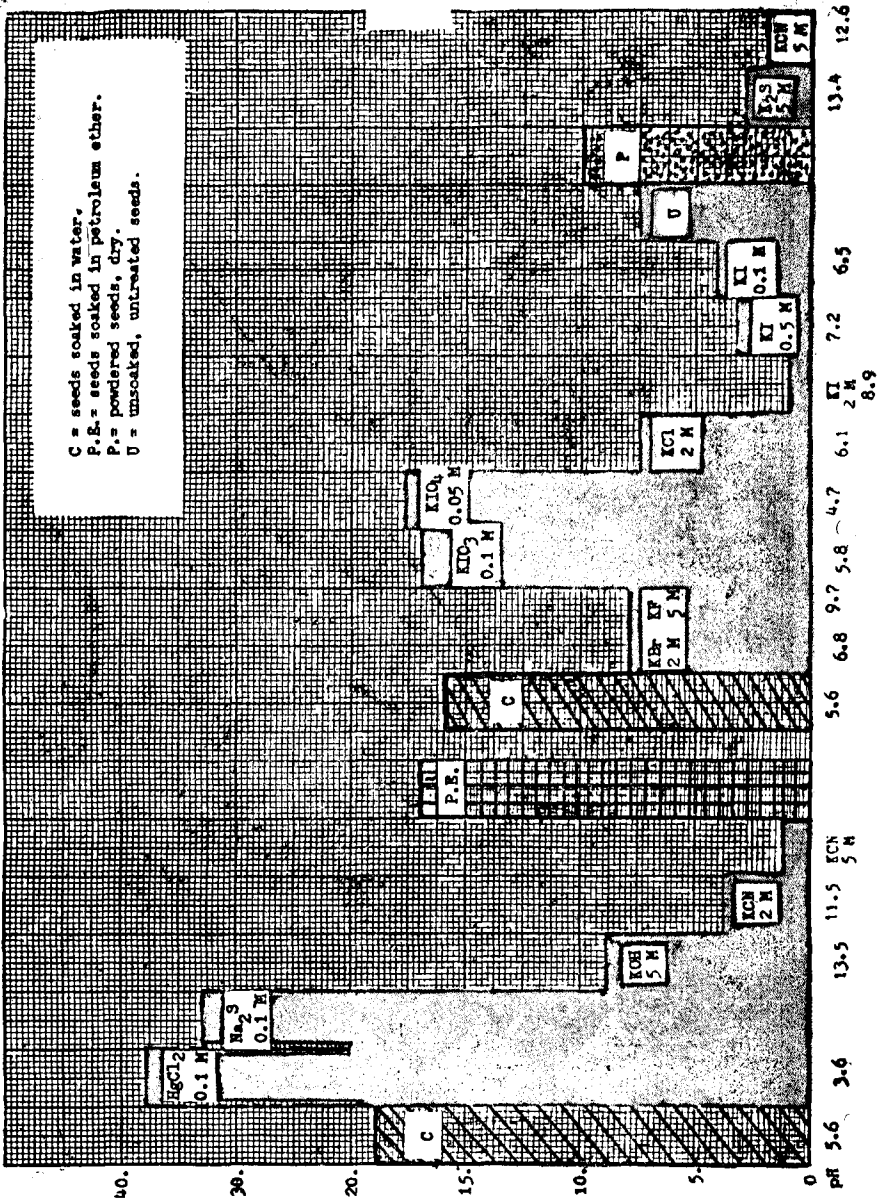 C = seeds soaked in water.
P.E.= seeds soaked in petroleum ether.
P.= powdered seeds, dry.
U = unsoaked, untreated seeds.
40.
30.
20.
15.
10.
5.
0
C
HgCl2
0.1 M
Na2S
0.1 M
KOH
5 M
KCN
2 M
P.E.
C
KBr KF
2 M 5 M
KIO3
0.1 M
KIO4
0.05 M
KCl
2 M
KI
0.5 M
KI
0.1 M
U
P
K2S
5 M
KCN
5 M
pH 5.6 3.6 13.5 11.5 KCN 5.6 6.8 9.7 5.8 4.7 6.1 KI 7.2 6.5 13.4 12.6
5 M
2 M
8.9